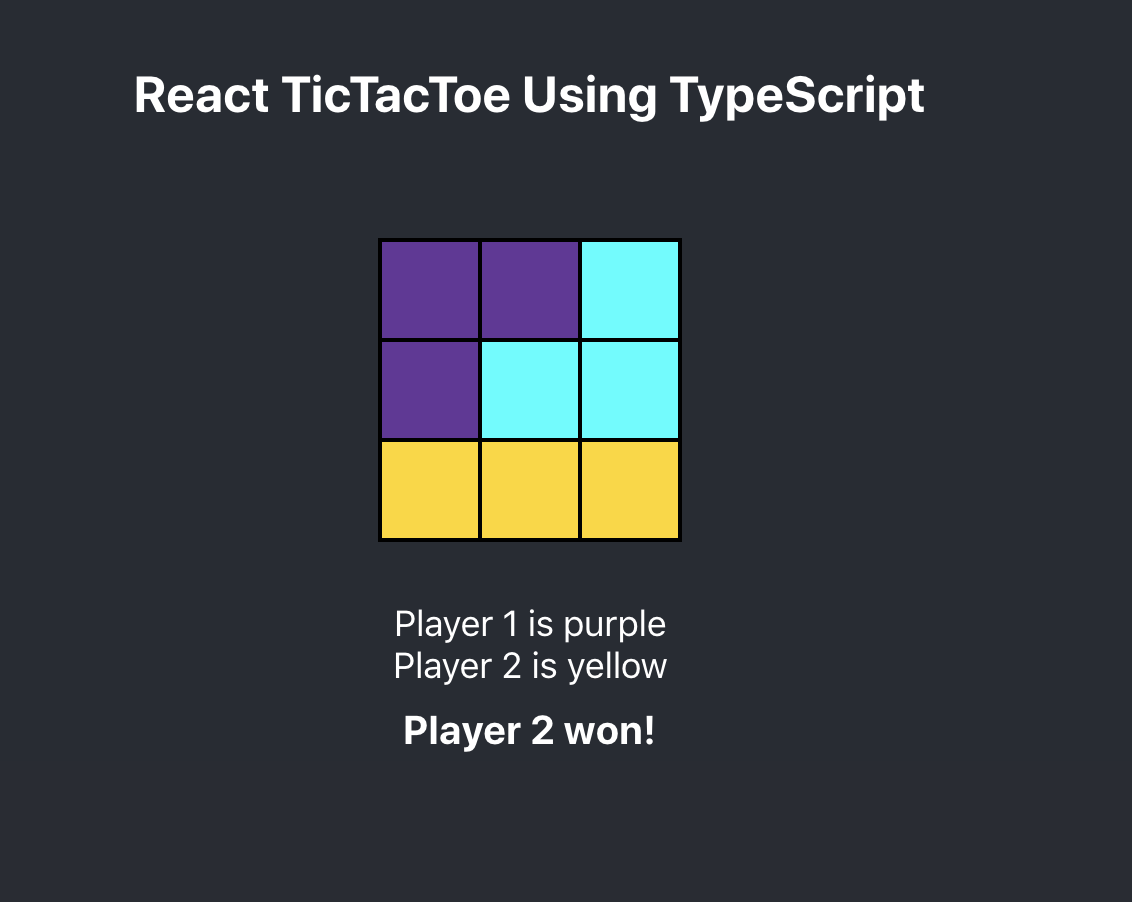 React TicTacToe Using TypeScript
Player 1 is purple
Player 2 is yellow
Player 2 won!